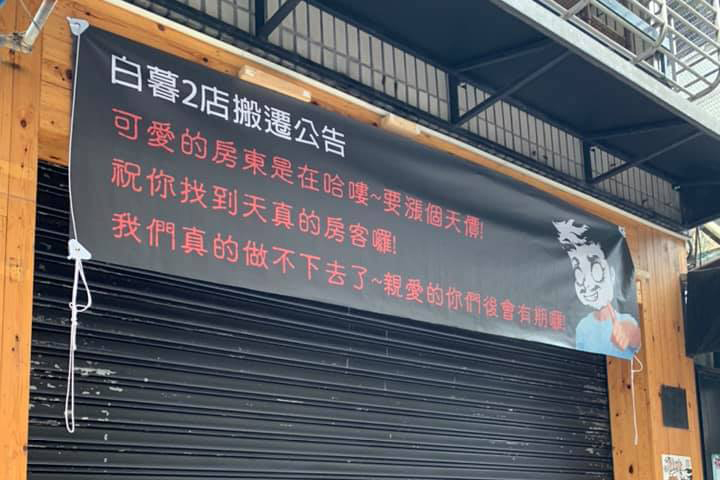 白暮2店搬遷公告
可愛的房東是在哈嘍~要漲個天價!
祝你找到天真的房客囉!
我們真的做不下去了~親愛的你們後會有期囉!